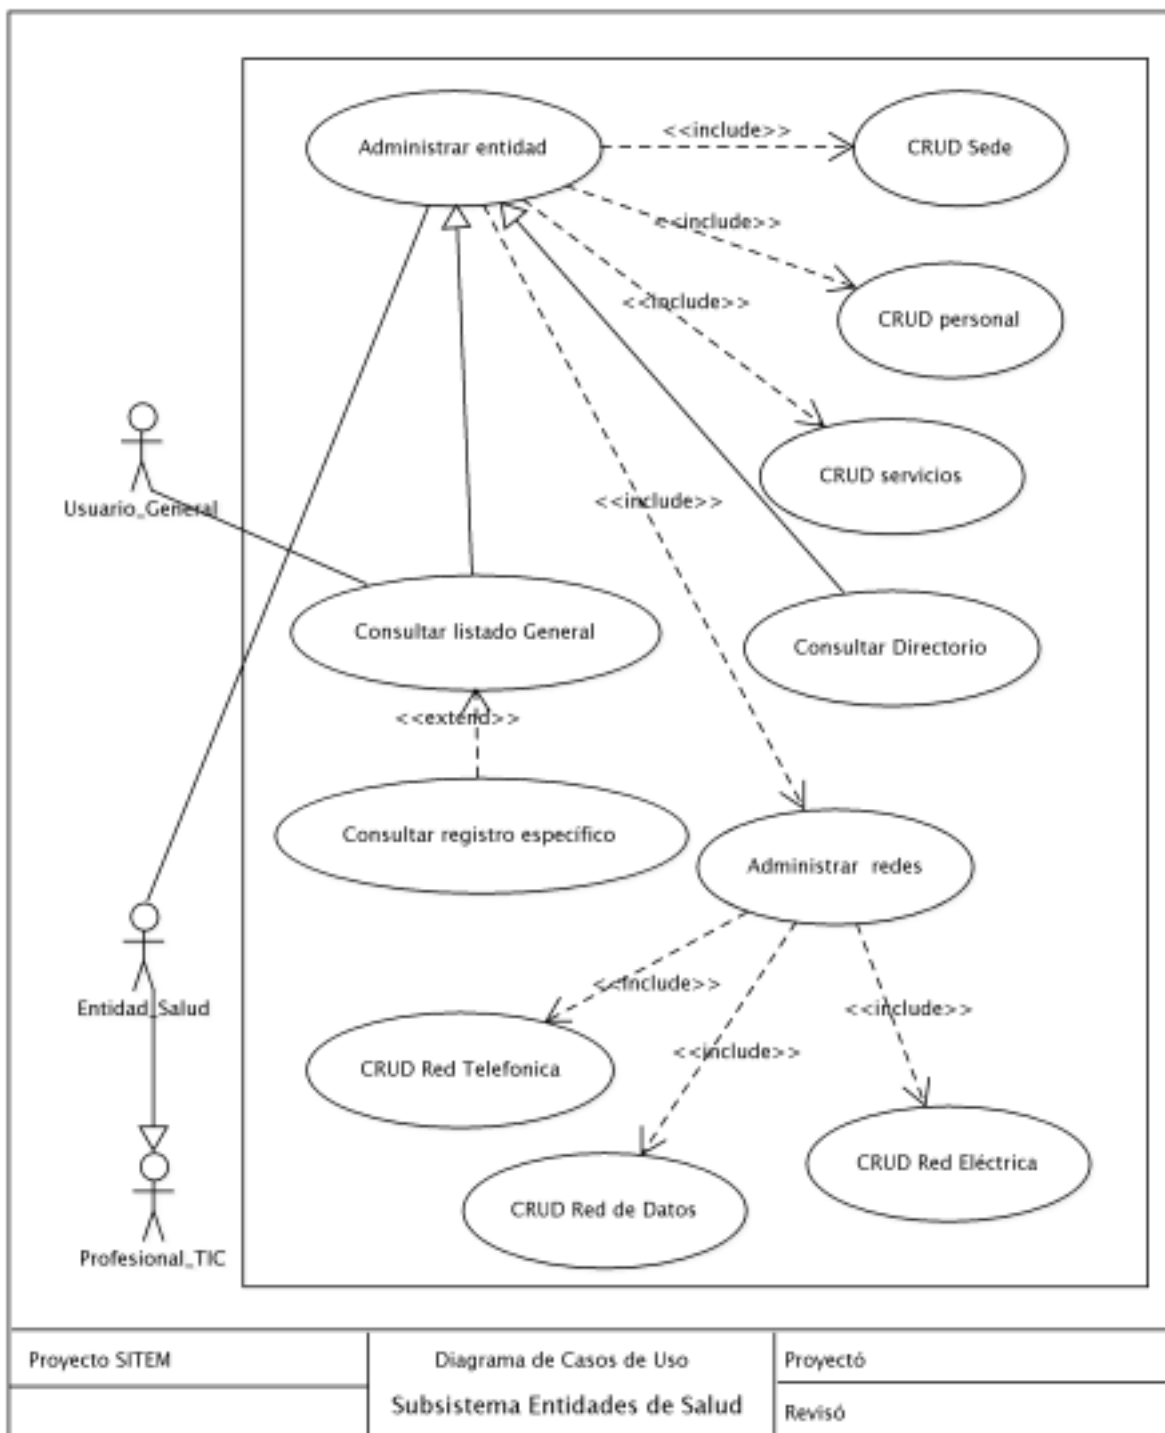 Administrar entidad
<<include>>
CRUD Sede
<<include>>
<<include>>
CRUD personal
CRUD servicios
<<include>>
Usuario_General
Consultar listado General
Consultar Directorio
<<extend>>
Consultar registro específico
Administrar redes
<<include>>
Entidad_Salud
<<include>>
<<include>>
CRUD Red Telefonica
CRUD Red Eléctrica
CRUD Red de Datos
Profesional_TIC
Proyecto SITEM
Diagrama de Casos de Uso
Proyectó
Subsistema Entidades de Salud
Revisó